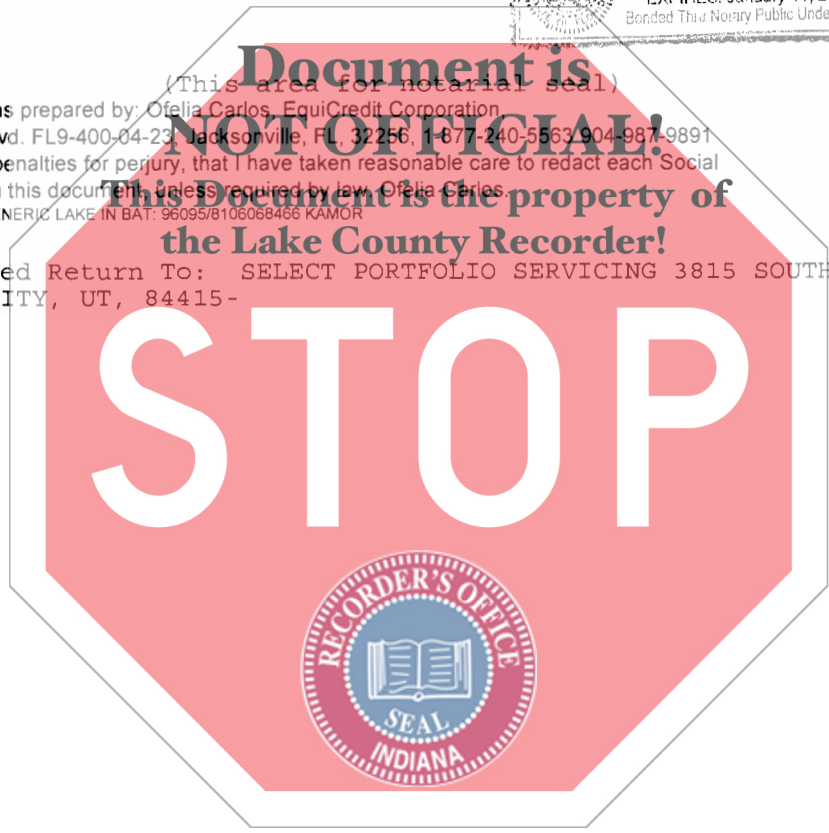 Bonded Thru Notary Public Unde
(This area for notarial seal)
Document is
s prepared by: Ofelia Carlos, EquiCredit Corporation
vd. FL9-400-04-23, Jacksonville, FL, 32256, 1-877-240-5563/904-987-9891
NOT OFFICIAL!
enalties for perjury, that I have taken reasonable care to redact each Social
this document, unless required by law. Ofelia Carlos.
This Document is the property of
NERIC LAKE IN BAT: 96095/8106068466 KAMOR
the Lake County Recorder!
ed Return To: SELECT PORTFOLIO SERVICING 3815 SOUTH
ITY, UT, 84415-
STOP
RECORDER'S OFFICE
SEAL
INDIANA